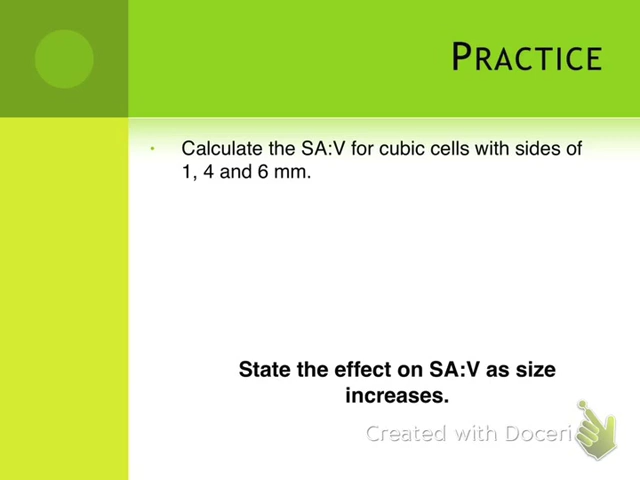 PRACTICE
• Calculate the SA:V for cubic cells with sides of
1, 4 and 6 mm.
State the effect on SA:V as size
increases.
Created with Doceri